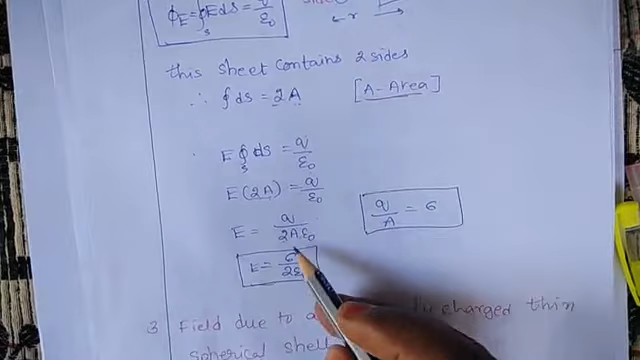 ϕE = ∮s E ds = q/ε0
← r →
this sheet contains 2 sides
∴ ∮ ds = 2A [A - Area]
E ∮s ds = q/ε0
E (2A) = q/ε0
E = q/2Aε0
q/A = σ
E = σ/2ε
3 Field due to a charged thin
spherical shell